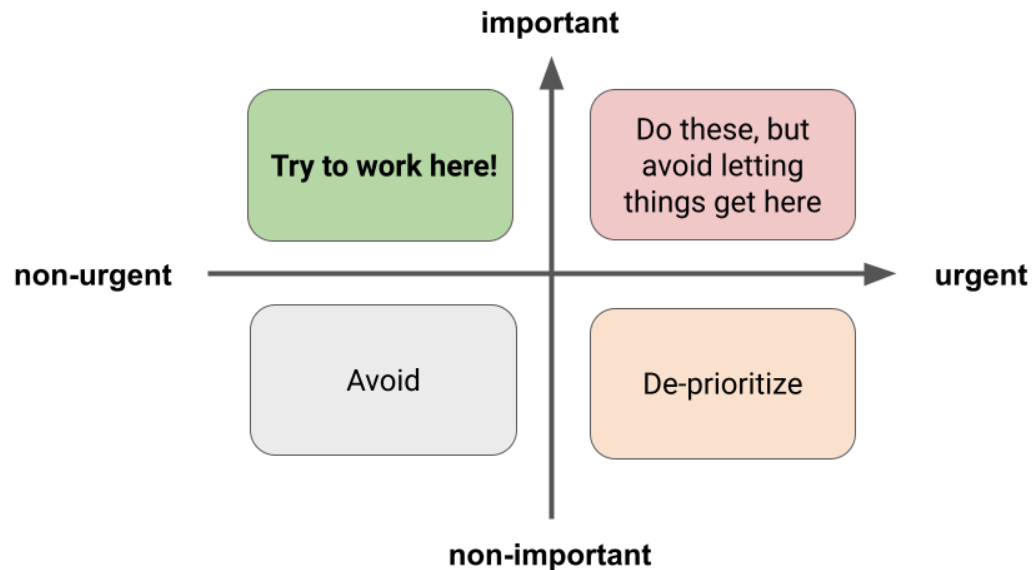 important
Try to work here!
Do these, but
avoid letting
things get here
non-urgent
urgent
Avoid
De-prioritize
non-important